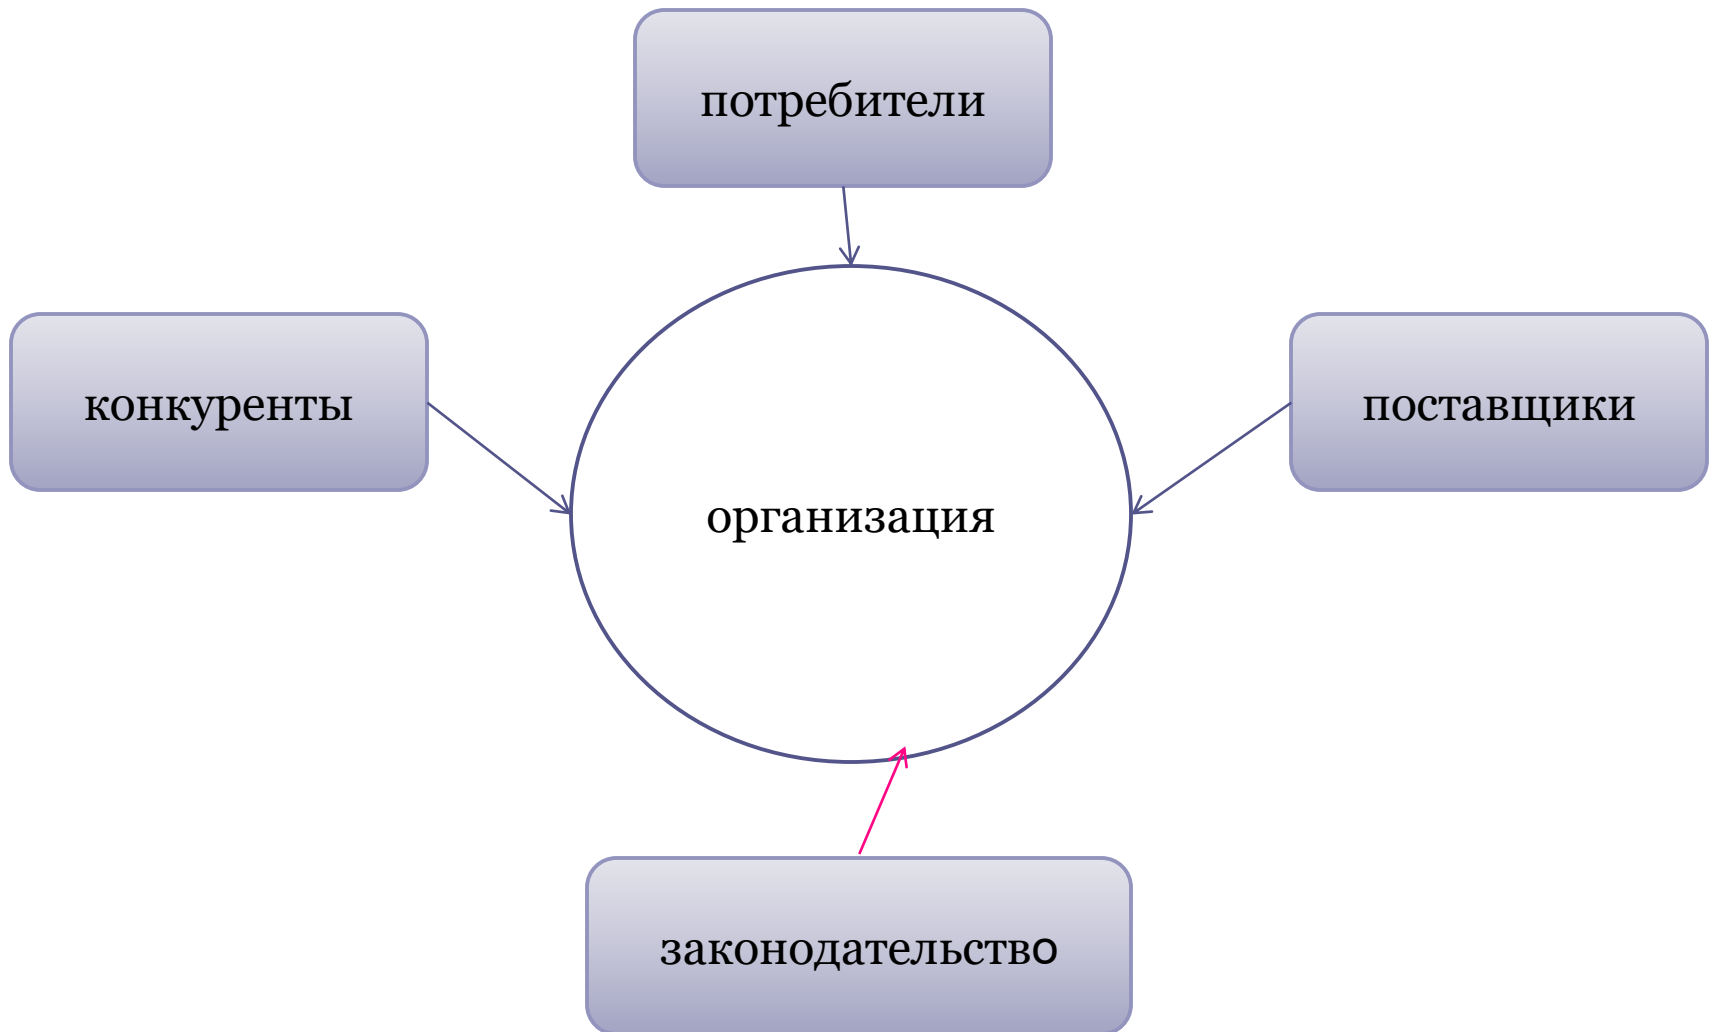 потребители
конкуренты
поставщики
организация
законодательство